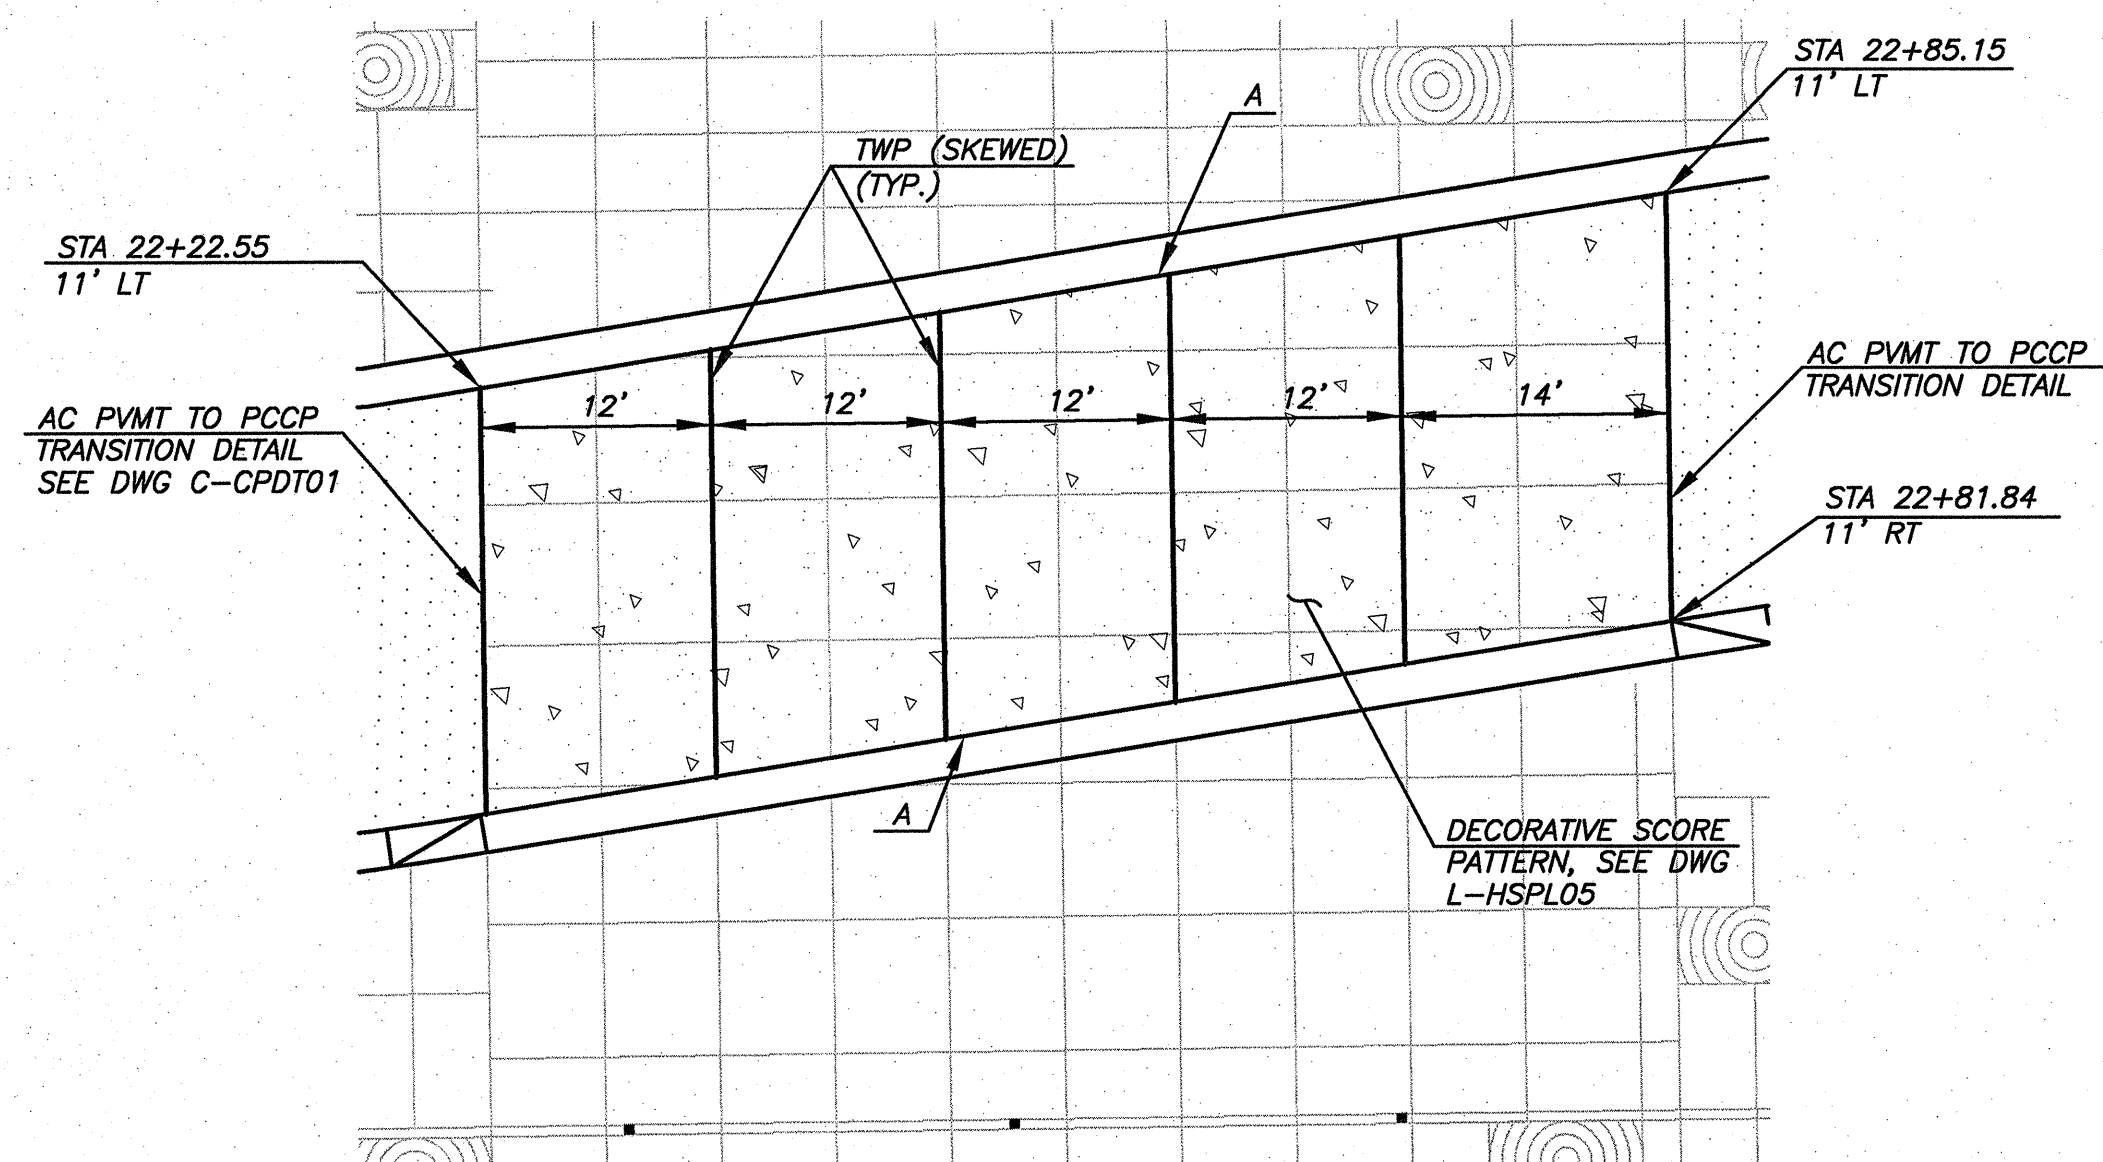 STA 22+85.15
11' LT
A
TWP (SKEWED)
(TYP.)
STA 22+22.55
11' LT
AC PVMT TO PCCP
TRANSITION DETAIL
12'
12'
12'
12'
14'
AC PVMT TO PCCP
TRANSITION DETAIL
SEE DWG C-CPDT01
STA 22+81.84
11' RT
A
DECORATIVE SCORE
PATTERN, SEE DWG
L-HSPL05